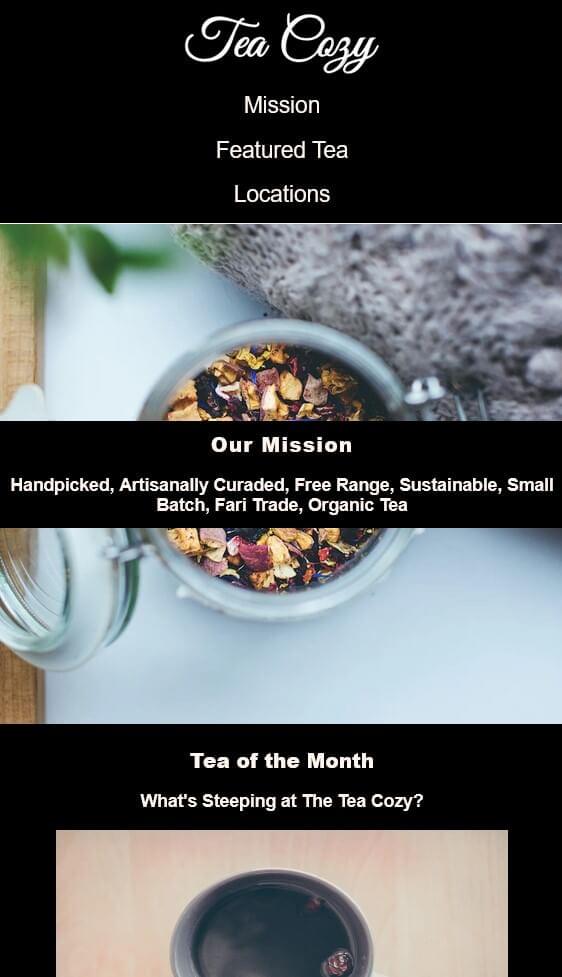 Tea Cozy
Mission
Featured Tea
Locations
Our Mission
Handpicked, Artisanally Curaded, Free Range, Sustainable, Small
Batch, Fari Trade, Organic Tea
Tea of the Month
What's Steeping at The Tea Cozy?